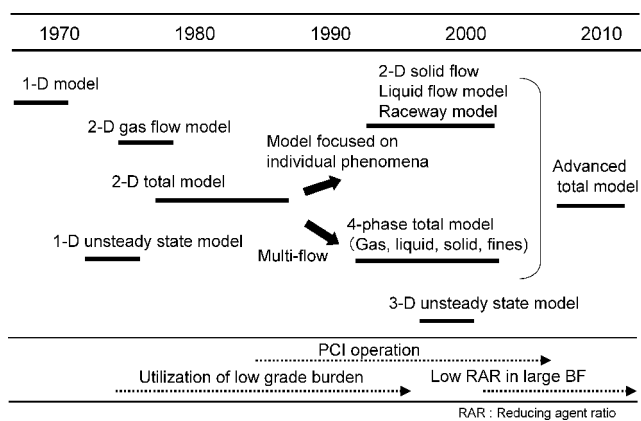 1970 1980 1990 2000 2010
1-D model
2-D solid flow
Liquid flow model
Raceway model
2-D gas flow model
Model focused on
individual phenomena
Advanced
total model
2-D total model
4-phase total model
(Gas, liquid, solid, fines)
1-D unsteady state model
Multi-flow
3-D unsteady state model
PCI operation
Utilization of low grade burden
Low RAR in large BF
RAR : Reducing agent ratio